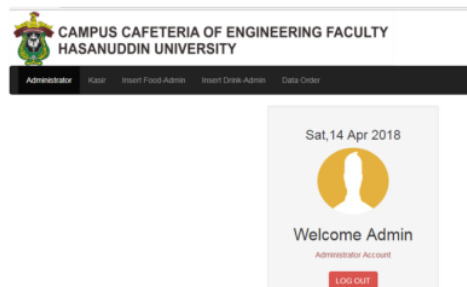 CAMPUS CAFETERIA OF ENGINEERING FACULTY
HASANUDDIN UNIVERSITY
Administrator Kasir Insert Food-Admin Insert Drink-Admin Data Order
Sat,14 Apr 2018
Welcome Admin
Administrator Account
LOG OUT